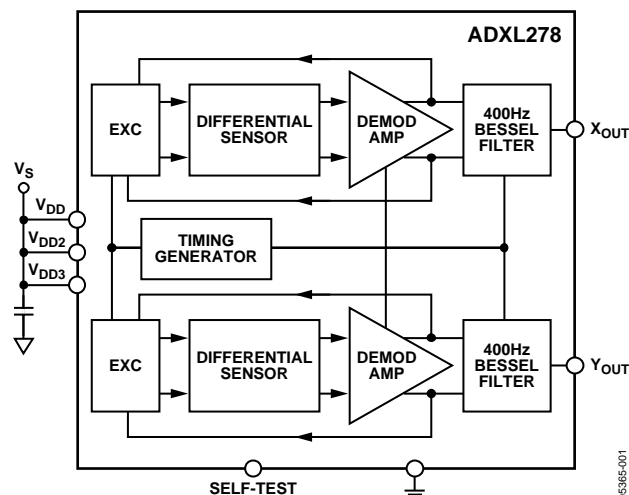 ADXL278
EXC
DIFFERENTIAL
SENSOR
DEMOD
AMP
400Hz
BESSEL
FILTER
XOUT
VS
VDD
VDD2
VDD3
TIMING
GENERATOR
EXC
DIFFERENTIAL
SENSOR
DEMOD
AMP
400Hz
BESSEL
FILTER
YOUT
SELF-TEST
05365-001